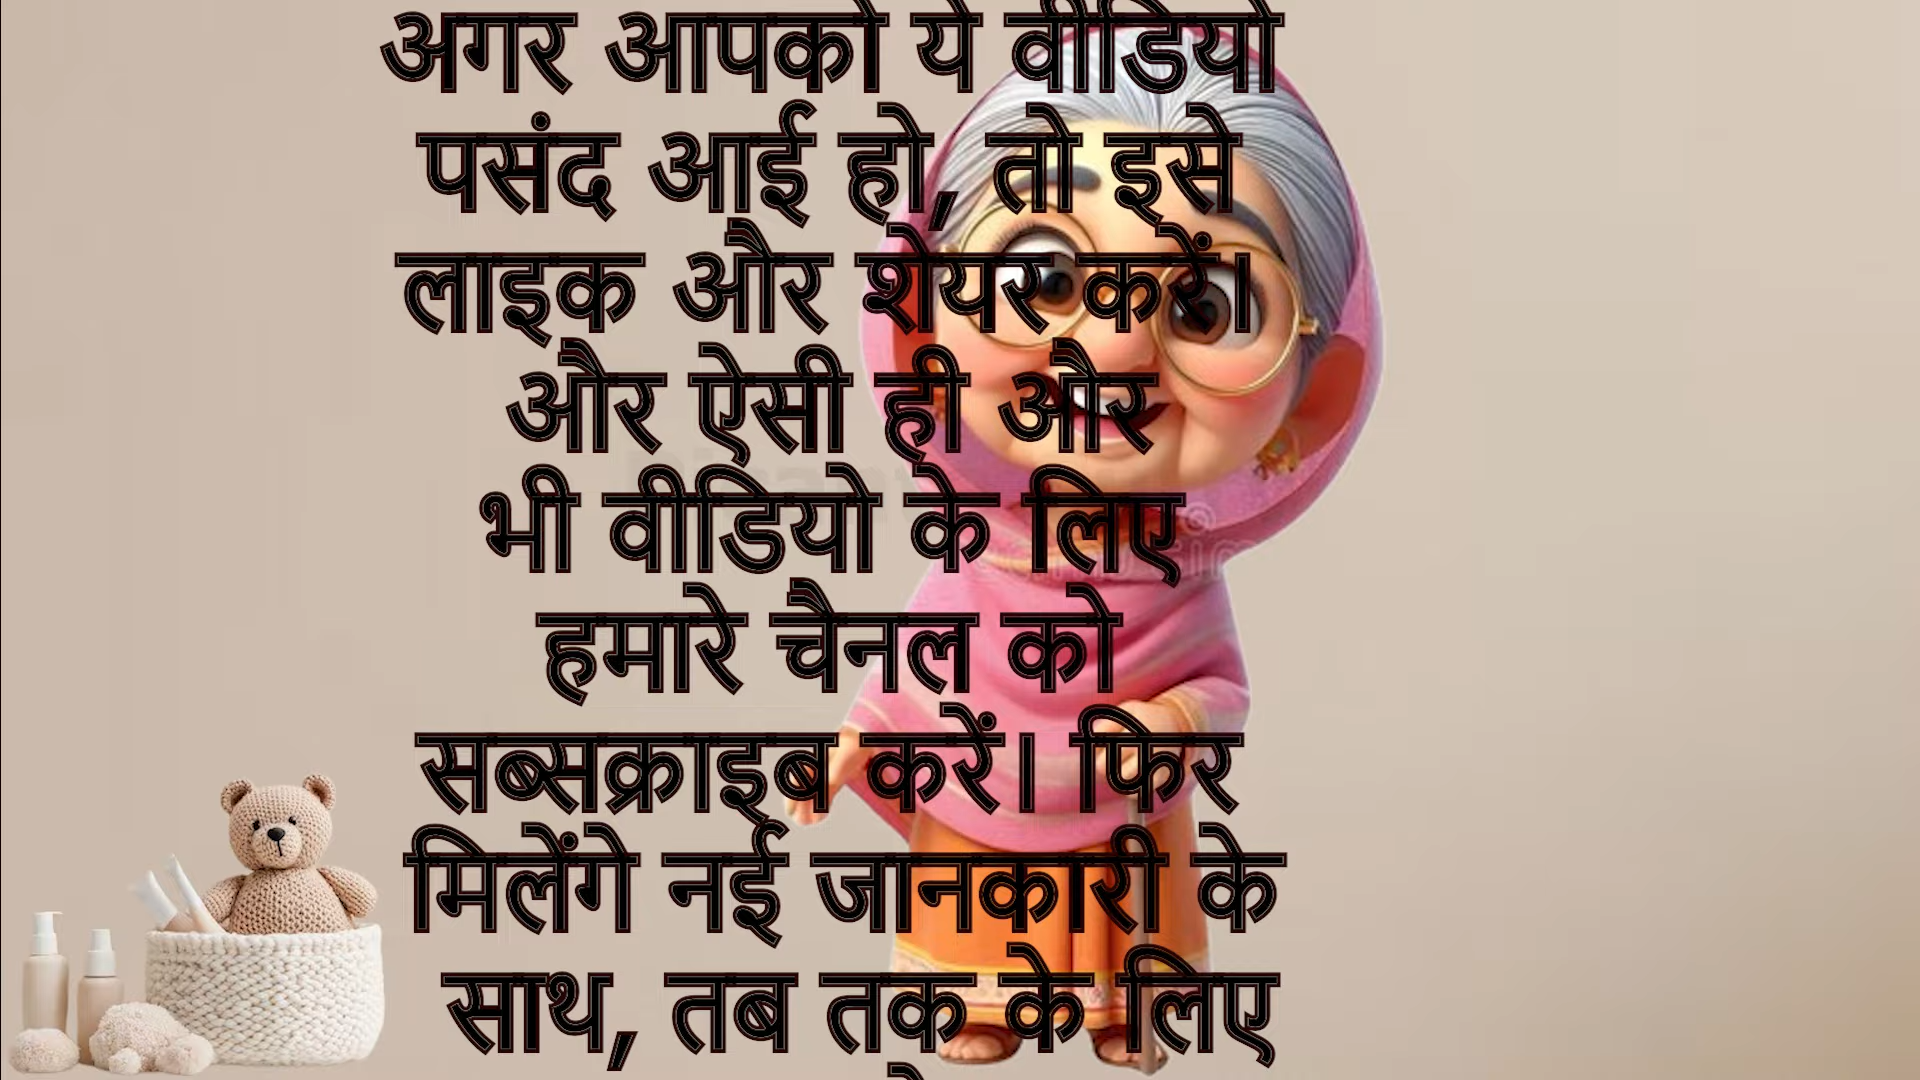 अगर आपको ये वीडियो
पसंद आई हो, तो इसे
लाइक और शेयर करें।
और ऐसी ही और
भी वीडियो के लिए
हमारे चैनल को
सब्सक्राइब करें। फिर
मिलेंगे नई जानकारी के
साथ, तब तक के लिए